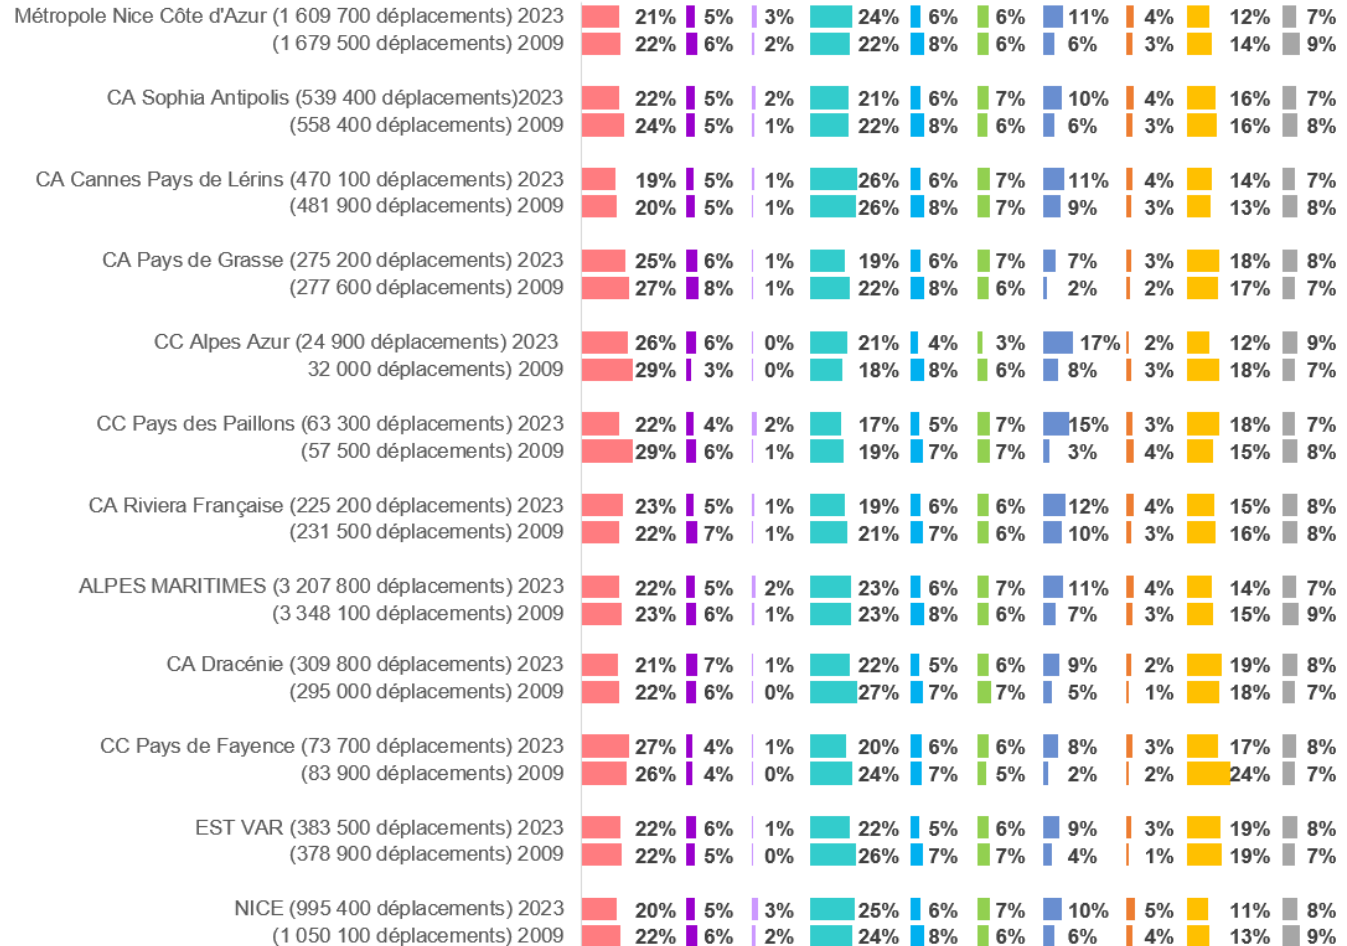 Métropole Nice Côte d'Azur (1 609 700 déplacements) 2023 21% 5% 3% 24% 6% 6% 11% 4% 12% 7%
(1 679 500 déplacements) 2009 22% 6% 2% 22% 8% 6% 6% 3% 14% 9%
CA Sophia Antipolis (539 400 déplacements)2023 22% 5% 2% 21% 6% 7% 10% 4% 16% 7%
(558 400 déplacements) 2009 24% 5% 1% 22% 8% 6% 6% 3% 16% 8%
CA Cannes Pays de Lérins (470 100 déplacements) 2023 19% 5% 1% 26% 6% 7% 11% 4% 14% 7%
(481 900 déplacements) 2009 20% 5% 1% 26% 8% 7% 9% 3% 13% 8%
CA Pays de Grasse (275 200 déplacements) 2023 25% 6% 1% 19% 6% 7% 7% 3% 18% 8%
(277 600 déplacements) 2009 27% 8% 1% 22% 8% 6% 2% 2% 17% 7%
CC Alpes Azur (24 900 déplacements) 2023 26% 6% 0% 21% 4% 3% 17% 2% 12% 9%
32 000 déplacements) 2009 29% 3% 0% 18% 8% 6% 8% 3% 18% 7%
CC Pays des Paillons (63 300 déplacements) 2023 22% 4% 2% 17% 5% 7% 15% 3% 18% 7%
(57 500 déplacements) 2009 29% 6% 1% 19% 7% 7% 3% 4% 15% 8%
CA Riviera Française (225 200 déplacements) 2023 23% 5% 1% 19% 6% 6% 12% 4% 15% 8%
(231 500 déplacements) 2009 22% 7% 1% 21% 7% 6% 10% 3% 16% 8%
ALPES MARITIMES (3 207 800 déplacements) 2023 22% 5% 2% 23% 6% 7% 11% 4% 14% 7%
(3 348 100 déplacements) 2009 23% 6% 1% 23% 8% 6% 7% 3% 15% 9%
CA Dracénie (309 800 déplacements) 2023 21% 7% 1% 22% 5% 6% 9% 2% 19% 8%
(295 000 déplacements) 2009 22% 6% 0% 27% 7% 7% 5% 1% 18% 7%
CC Pays de Fayence (73 700 déplacements) 2023 27% 4% 1% 20% 6% 6% 8% 3% 17% 8%
(83 900 déplacements) 2009 26% 4% 0% 24% 7% 5% 2% 2% 24% 7%
EST VAR (383 500 déplacements) 2023 22% 6% 1% 22% 5% 6% 9% 3% 19% 8%
(378 900 déplacements) 2009 22% 5% 0% 26% 7% 7% 4% 1% 19% 7%
NICE (995 400 déplacements) 2023 20% 5% 3% 25% 6% 7% 10% 5% 11% 8%
(1 050 100 déplacements) 2009 22% 6% 2% 24% 8% 6% 6% 4% 13% 9%